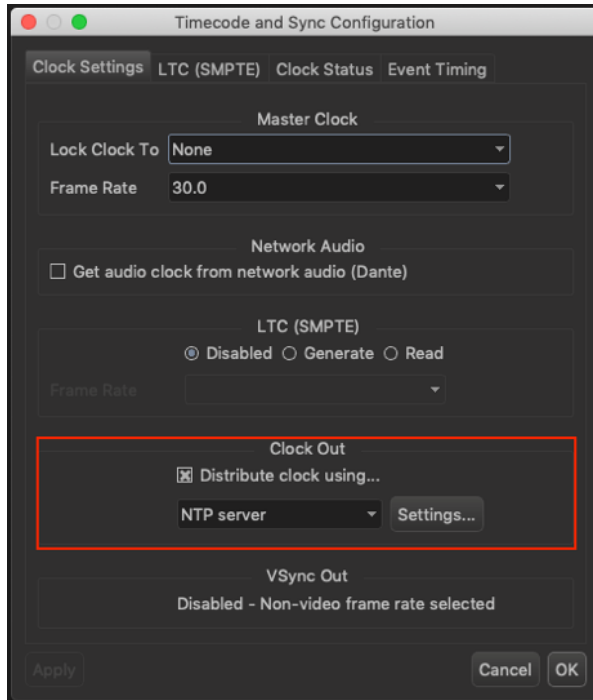 Timecode and Sync Configuration
Clock Settings LTC (SMPTE) Clock Status Event Timing
Master Clock
Lock Clock To None
Frame Rate 30.0
Network Audio
Get audio clock from network audio (Dante)
LTC (SMPTE)
Disabled Generate Read
Frame Rate
Clock Out
Distribute clock using...
NTP server Settings...
VSync Out
Disabled - Non-video frame rate selected
Apply Cancel OK